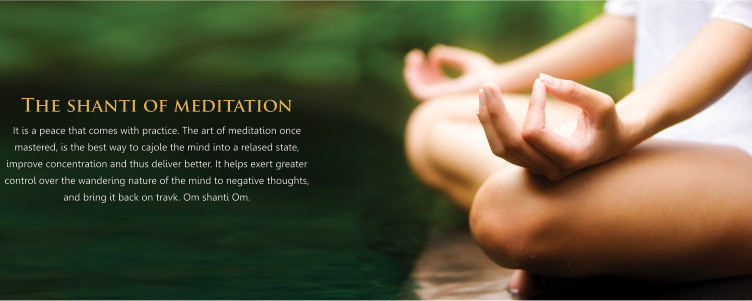 THE SHANTI OF MEDITATION
It is a peace that comes with practice. The art of meditation once
mastered, is the best way to cajole the mind into a relased state,
improve concentration and thus deliver better. It helps exert greater
control over the wandering nature of the mind to negative thoughts,
and bring it back on travk. Om shanti Om.